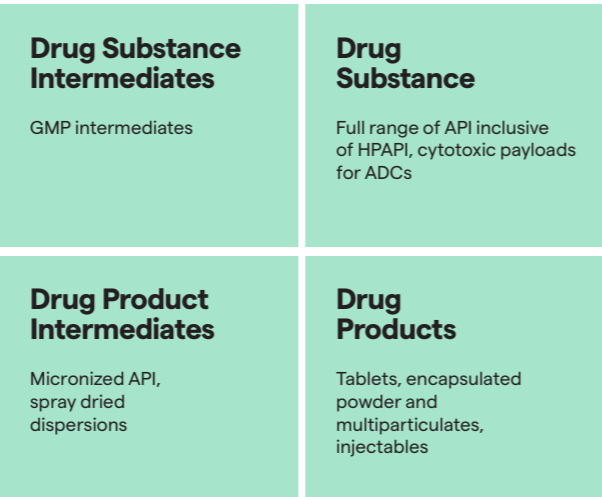 Drug Substance
Intermediates
GMP intermediates
Drug
Substance
Full range of API inclusive
of HPAPI, cytotoxic payloads
for ADCs
Drug Product
Intermediates
Micronized API,
spray dried
dispersions
Drug
Products
Tablets, encapsulated
powder and
multiparticulates,
injectables